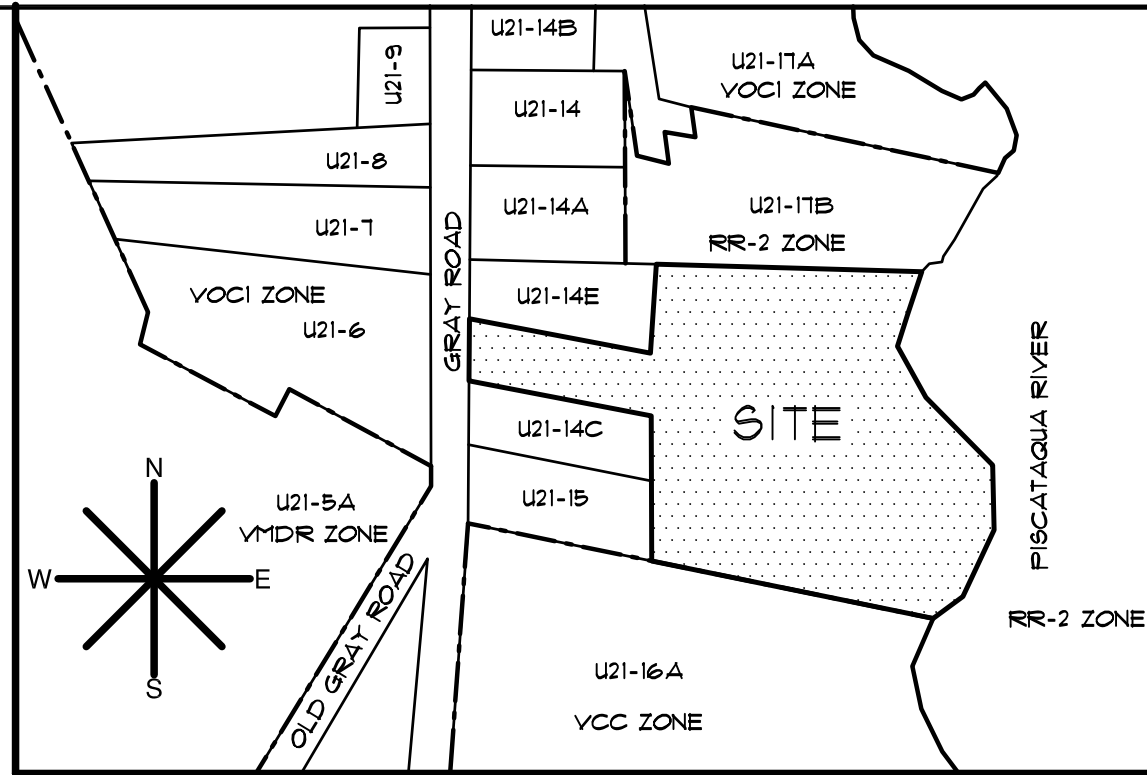 U21-14B
U21-9
U21-17A
VOC1 ZONE
U21-14
U21-8
U21-14A
U21-17B
U21-7
RR-2 ZONE
GRAY ROAD
VOC1 ZONE
U21-14E
U21-6
SITE
U21-14C
PISCATAQUA RIVER
N
U21-5A
VMDR ZONE
U21-15
W
E
S
RR-2 ZONE
OLD GRAY ROAD
U21-16A
VCC ZONE